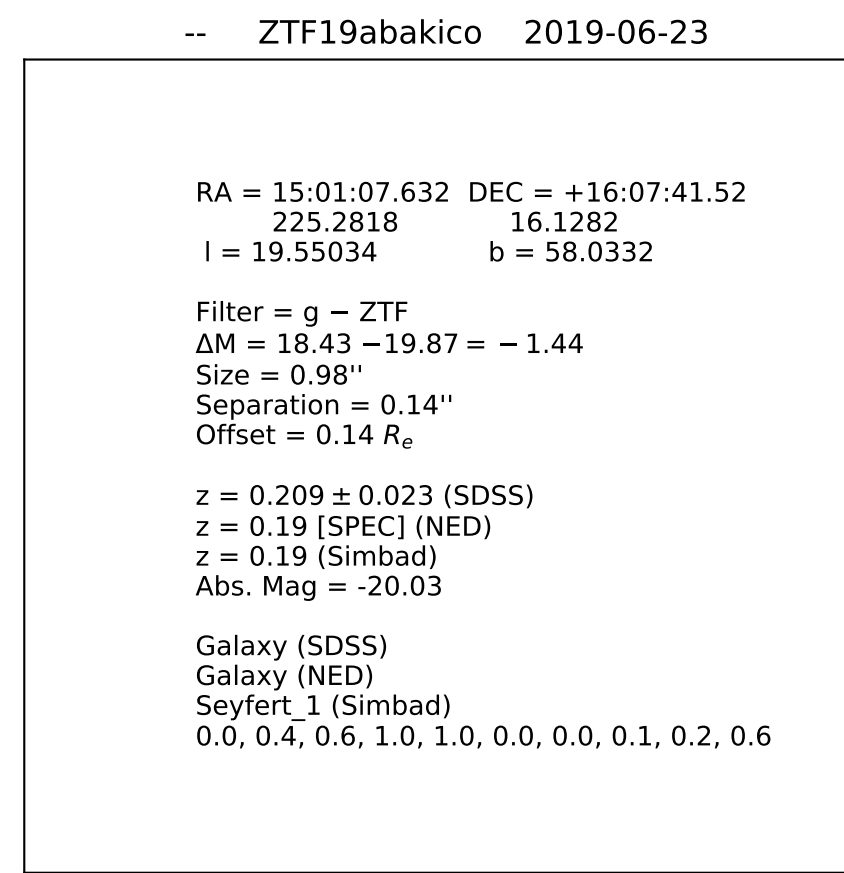 -- ZTF19abakico 2019-06-23
RA = 15:01:07.632 DEC = +16:07:41.52
225.2818 16.1282
l = 19.55034 b = 58.0332
Filter = g − ZTF
ΔM = 18.43 −19.87 = − 1.44
Size = 0.98''
Separation = 0.14''
Offset = 0.14 Rₑ
z = 0.209 ± 0.023 (SDSS)
z = 0.19 [SPEC] (NED)
z = 0.19 (Simbad)
Abs. Mag = -20.03
Galaxy (SDSS)
Galaxy (NED)
Seyfert_1 (Simbad)
0.0, 0.4, 0.6, 1.0, 1.0, 0.0, 0.0, 0.1, 0.2, 0.6